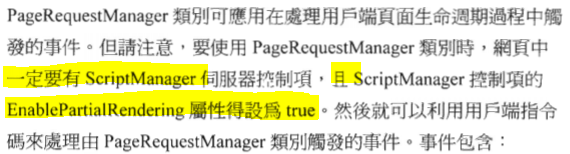 PageRequestManager 類別可應用在處理用戶端頁面生命週期過程中觸
發的事件。但請注意,要使用 PageRequestManager 類別時,網頁中
一定要有 ScriptManager 伺服器控制項,且 ScriptManager 控制項的
EnablePartialRendering 屬性得設為 true。然後就可以利用用戶端指令
碼來處理由 PageRequestManager 類別觸發的事件。事件包含: